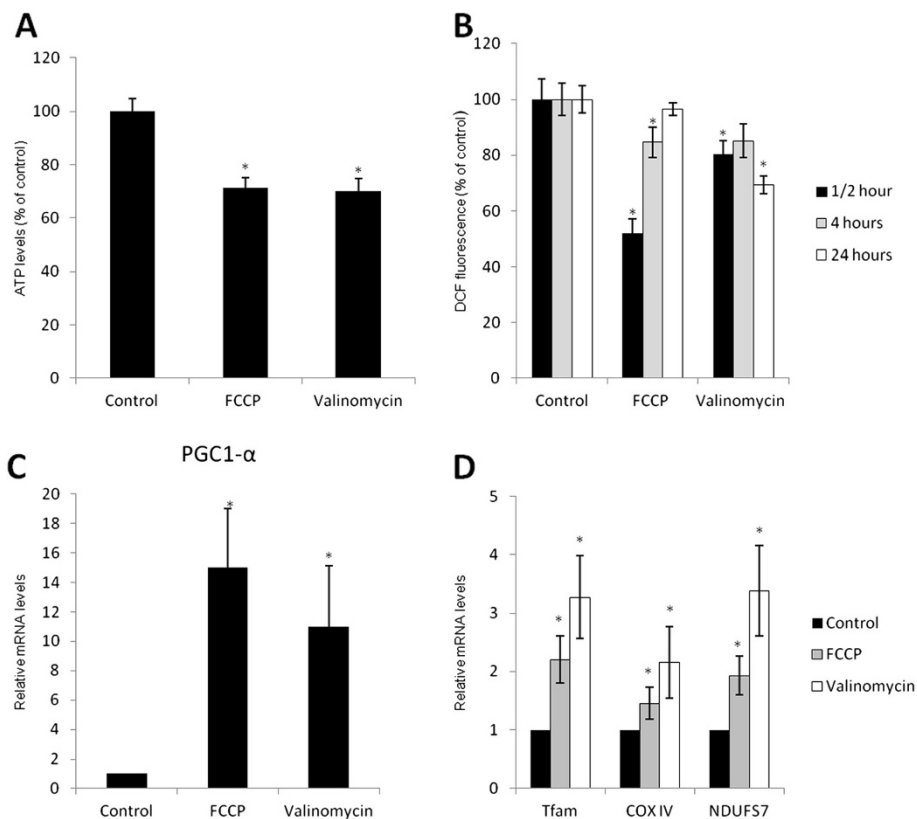 A
ATP levels (% of control)
120
100
80
60
40
20
0
*
*
Control
FCCP
Valinomycin
B
DCF fluorescence (% of control)
120
100
80
60
40
20
0
*
*
*
*
Control
FCCP
Valinomycin
1/2 hour
4 hours
24 hours
C
PGC1-α
Relative mRNA levels
20
18
16
14
12
10
8
6
4
2
0
*
*
Control
FCCP
Valinomycin
D
Relative mRNA levels
5
4
3
2
1
0
*
*
*
*
*
*
Tfam
COX IV
NDUFS7
Control
FCCP
Valinomycin